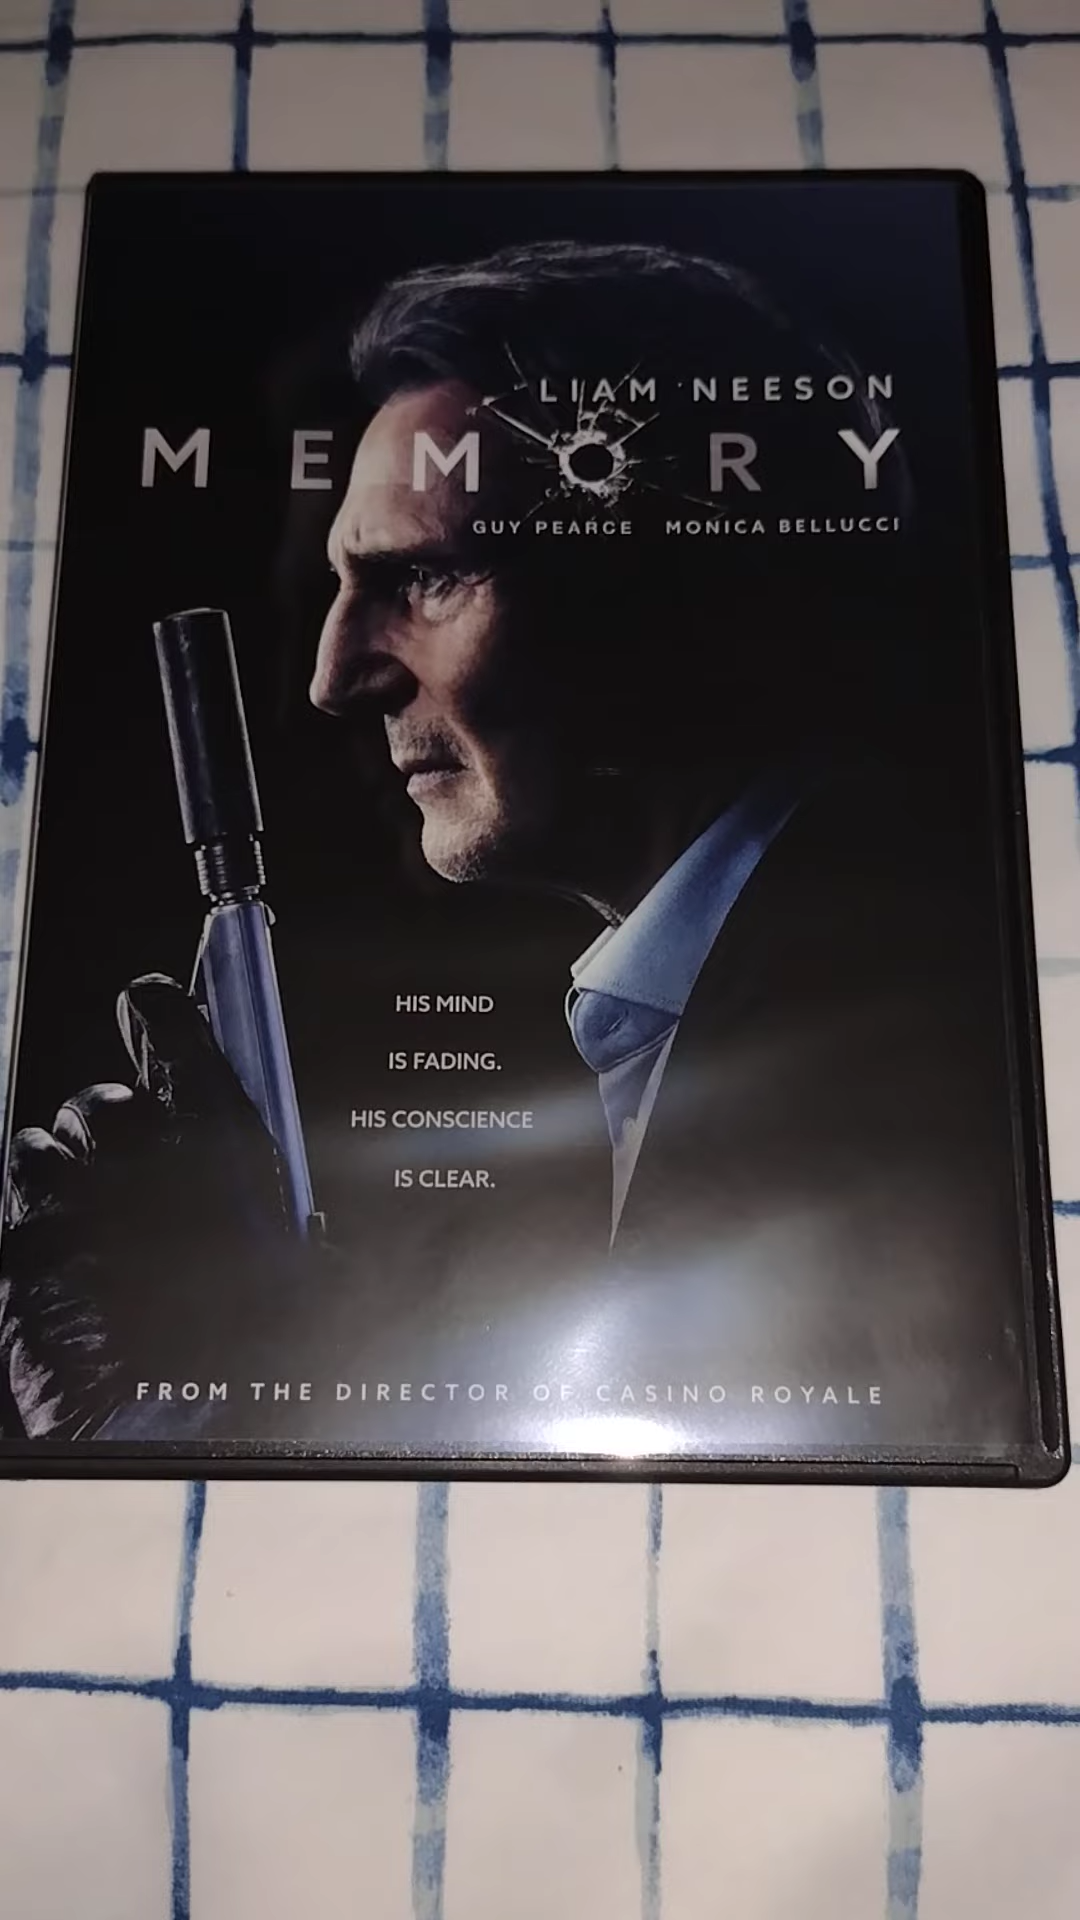 LIAM NEESON
MEMORY
GUY PEARCE MONICA BELLUCCI
HIS MIND
IS FADING.
HIS CONSCIENCE
IS CLEAR.
FROM THE DIRECTOR OF CASINO ROYALE